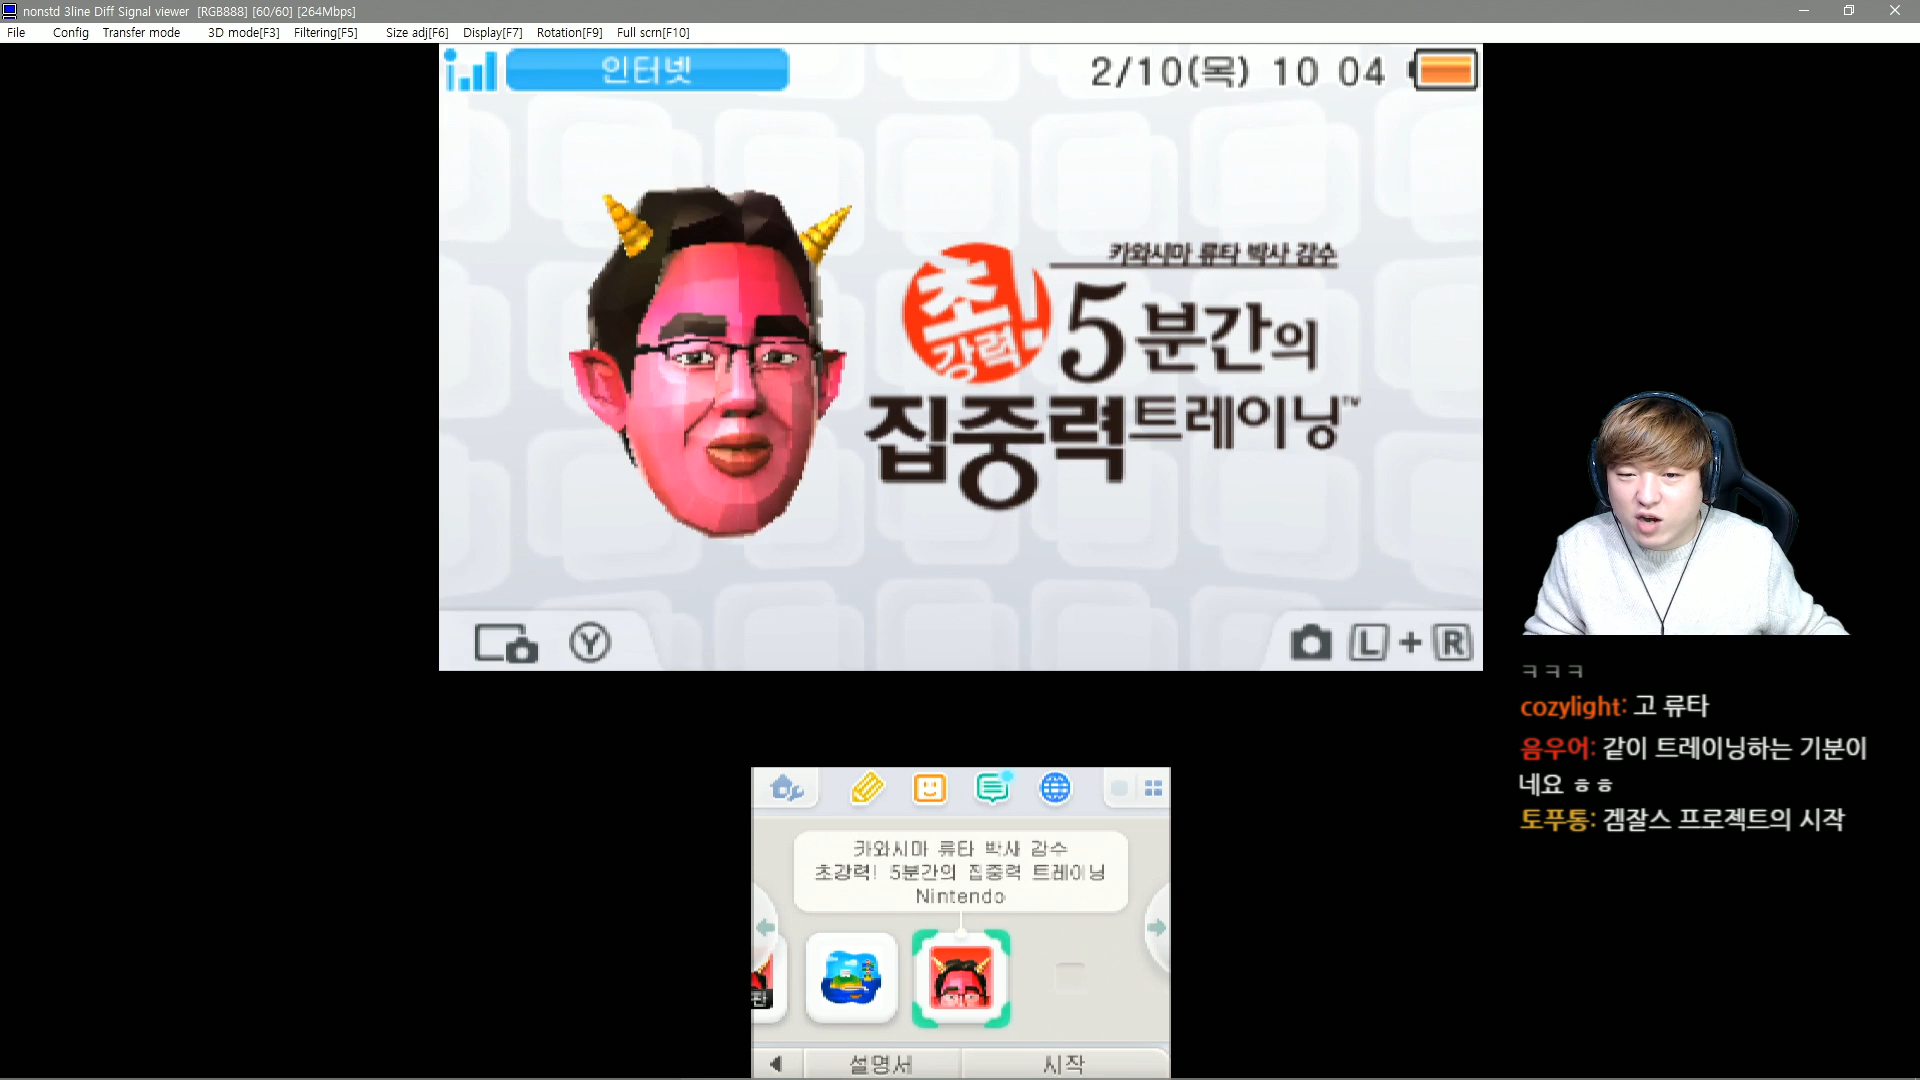 nonstd 3line Diff Signal viewer [RGB888] [60/60] [264Mbps]
File Config Transfer mode 3D mode[F3] Filtering[F5] Size adj[F6] Display[F7] Rotation[F9] Full scrn[F10]
인터넷
2/10(목) 10 04
카와시마 류타 박사 감수
초강력! 5분간의
집중력 트레이닝™
Y
L + R
ㅋㅋㅋ
cozylight: 고 류타
음우어: 같이 트레이닝하는 기분이
네요 ㅎㅎ
토푸통: 겜잘스 프로젝트의 시작
카와시마 류타 박사 감수
초강력! 5분간의 집중력 트레이닝
Nintendo
설명서
시작